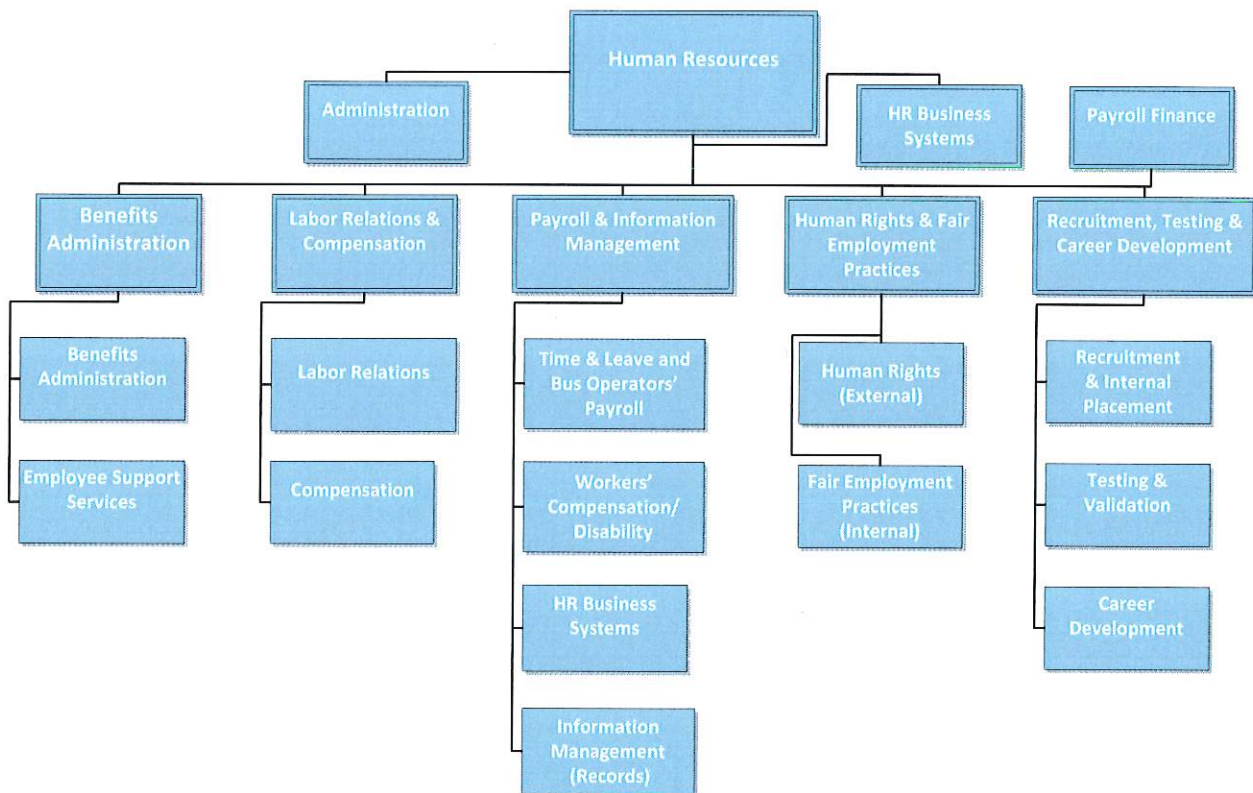 Human Resources
Administration
HR Business
Systems
Payroll Finance
Benefits
Administration
Labor Relations &
Compensation
Payroll & Information
Management
Human Rights & Fair
Employment
Practices
Recruitment, Testing &
Career Development
Benefits
Administration
Labor Relations
Time & Leave and
Bus Operators’
Payroll
Human Rights
(External)
Recruitment
& Internal
Placement
Employee Support
Services
Compensation
Workers’
Compensation/
Disability
Fair Employment
Practices
(Internal)
Testing &
Validation
HR Business
Systems
Career
Development
Information
Management
(Records)